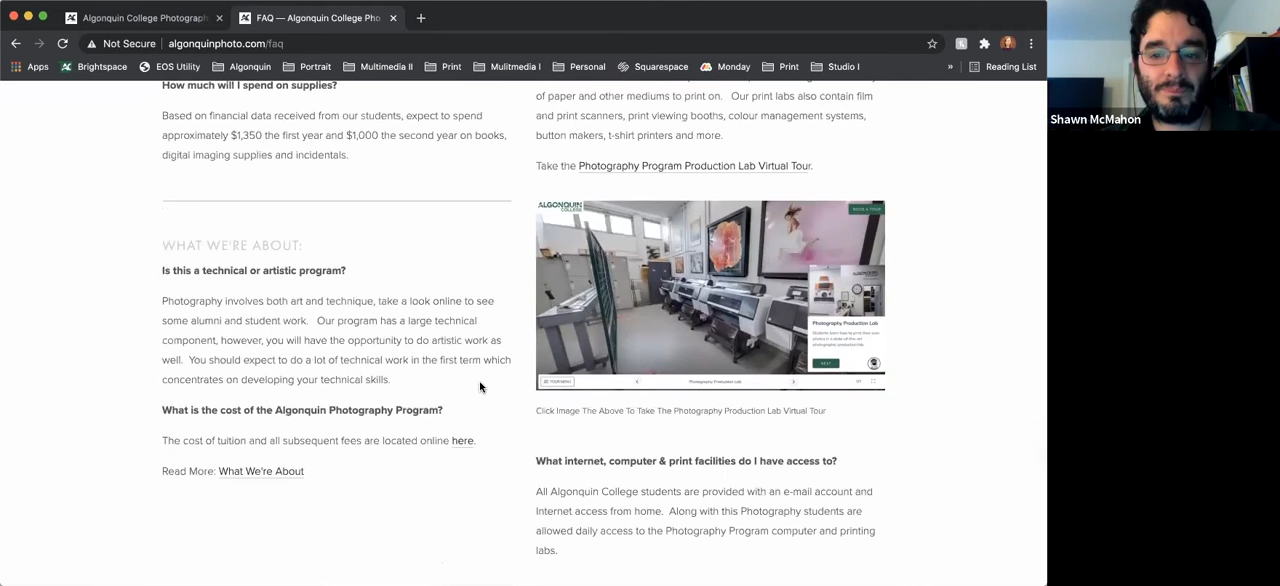 Algonquin College Photograph
FAQ — Algonquin College Pho
Not Secure
algonquinphoto.com/faq
Apps
Brightspace
EOS Utility
Algonquin
Portrait
Multimedia II
Print
Mulitmedia I
Personal
Squarespace
Monday
Print
Studio I
»
Reading List
Shawn McMahon
How much will I spend on supplies?
Based on financial data received from our students, expect to spend
approximately $1,350 the first year and $1,000 the second year on books,
digital imaging supplies and incidentals.
WHAT WE'RE ABOUT:
Is this a technical or artistic program?
Photography involves both art and technique, take a look online to see
some alumni and student work. Our program has a large technical
component, however, you will have the opportunity to do artistic work as
well. You should expect to do a lot of technical work in the first term which
concentrates on developing your technical skills.
What is the cost of the Algonquin Photography Program?
The cost of tuition and all subsequent fees are located online here.
Read More: What We're About
of paper and other mediums to print on. Our print labs also contain film
and print scanners, print viewing booths, colour management systems,
button makers, t-shirt printers and more.
Take the Photography Program Production Lab Virtual Tour.
ALGONQUIN
COLLEGE
BOOK A TOUR
Photography Production Lab
NEXT
Photography Production Lab
Click Image The Above To Take The Photography Production Lab Virtual Tour
What internet, computer & print facilities do I have access to?
All Algonquin College students are provided with an e-mail account and
Internet access from home. Along with this Photography students are
allowed daily access to the Photography Program computer and printing
labs.